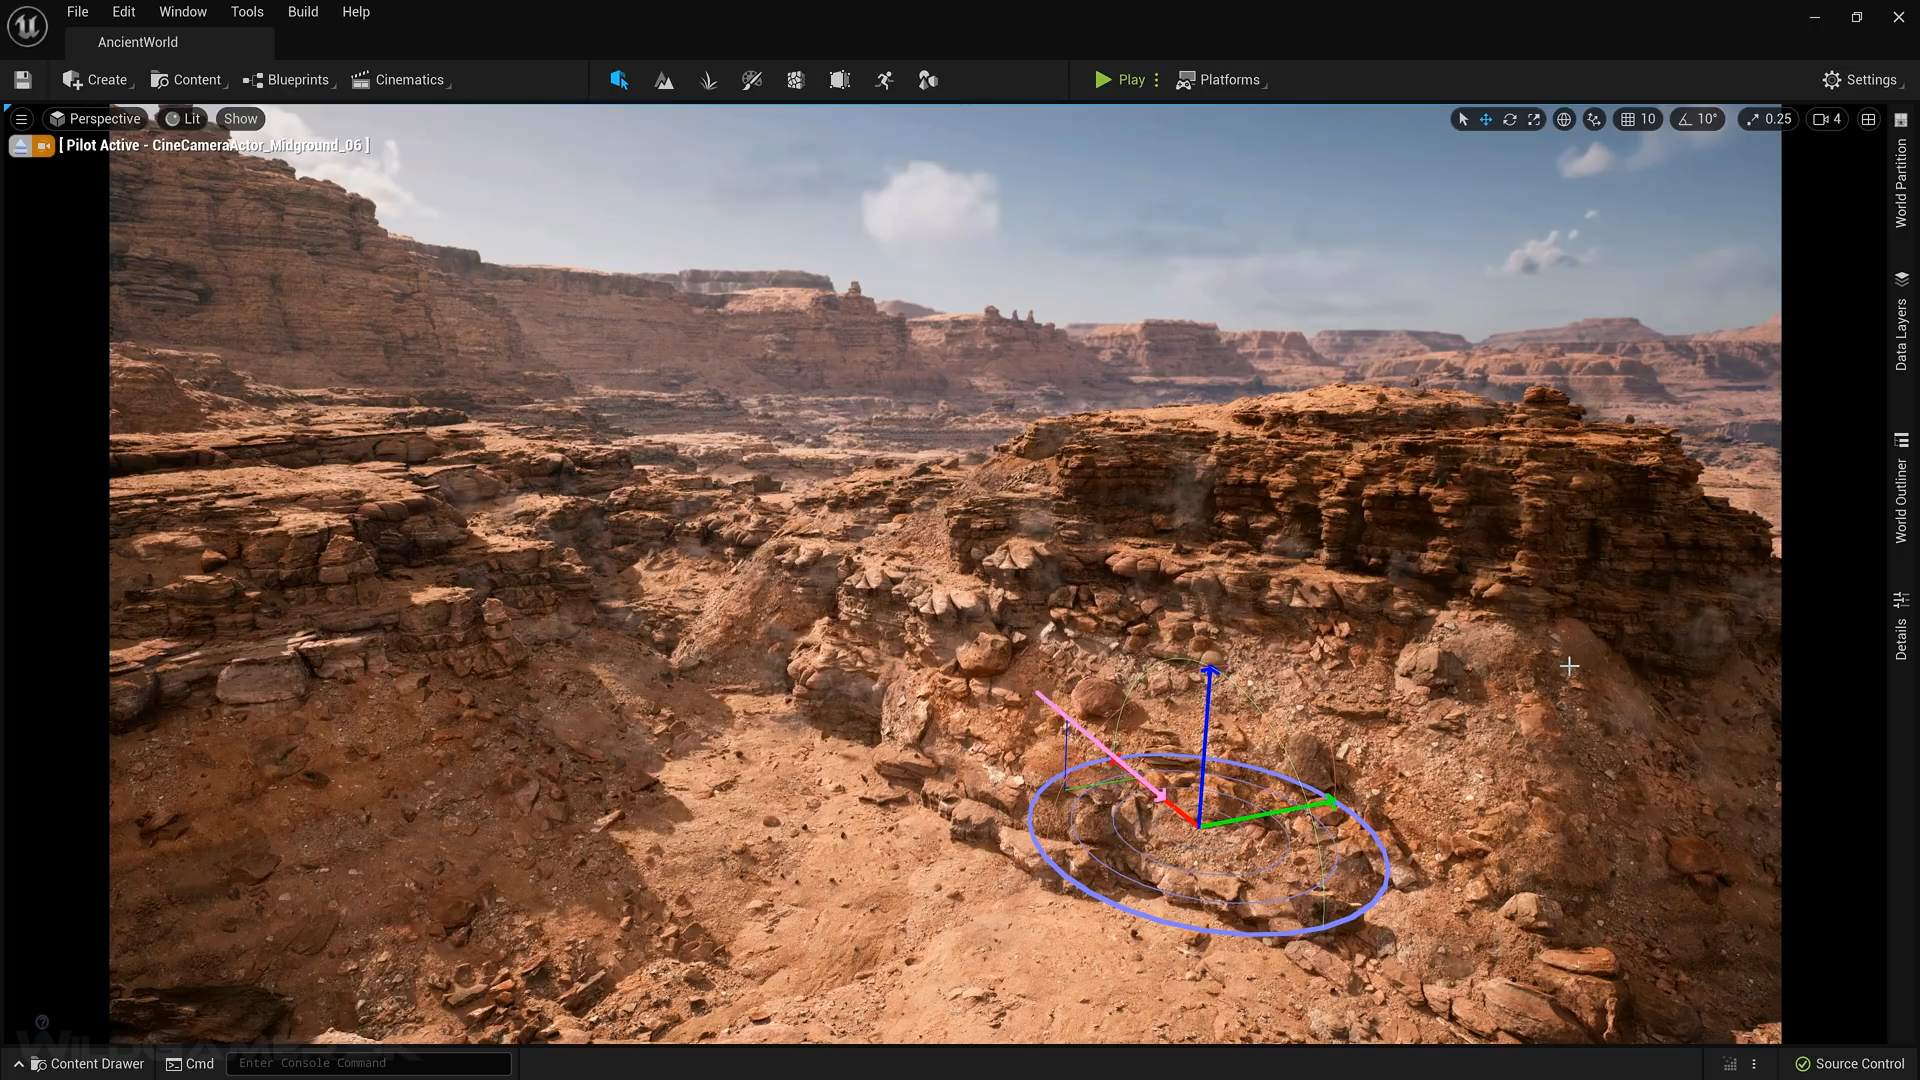 File Edit Window Tools Build Help
AncientWorld
Create Content Blueprints Cinematics Play Platforms Settings
Perspective Lit Show 10 10° 0.25 4
[ Pilot Active - CineCameraActor_Midground_06 ]
World Partition
Data Layers
World Outliner
Details
Content Drawer Cmd Enter Console Command Source Control